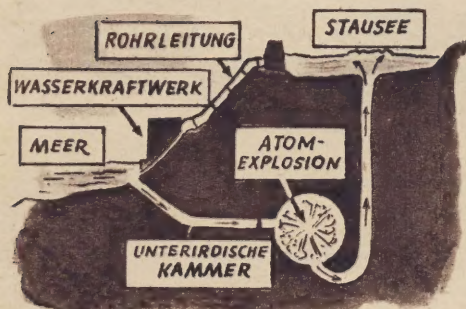 ROHRLEITUNG
STAUSEE
WASSERKRAFTWERK
MEER
ATOM-
EXPLOSION
UNTERIRDISCHE
KAMMER